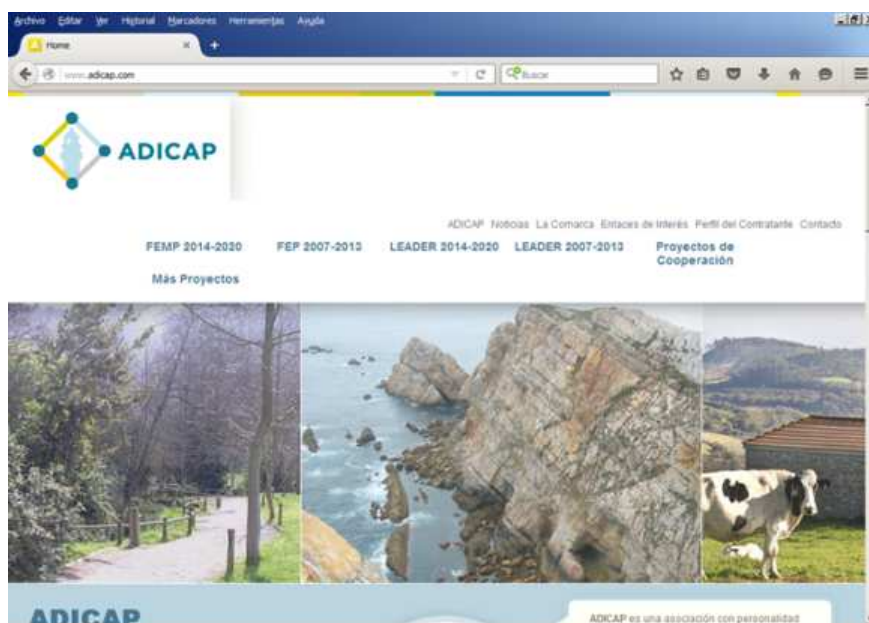 Archivo Editar Ver Historial Marcadores Herramientas Ayuda
Home
www.adicap.com
Buscar
ADICAP
ADICAP Noticias La Comarca Enlaces de Interés Perfil del Contratante Contacto
FEMP 2014-2020 FEP 2007-2013 LEADER 2014-2020 LEADER 2007-2013 Proyectos de
Cooperación
Más Proyectos
ADICAP
ADICAP es una asociación con personalidad